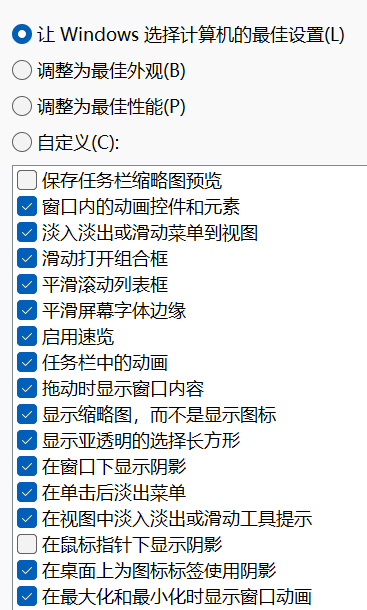 让 Windows 选择计算机的最佳设置(L)
调整为最佳外观(B)
调整为最佳性能(P)
自定义(C):
保存任务栏缩略图预览
窗口内的动画控件和元素
淡入淡出或滑动菜单到视图
滑动打开组合框
平滑滚动列表框
平滑屏幕字体边缘
启用速览
任务栏中的动画
拖动时显示窗口内容
显示缩略图，而不是显示图标
显示亚透明的选择长方形
在窗口下显示阴影
在单击后淡出菜单
在视图中淡入淡出或滑动工具提示
在鼠标指针下显示阴影
在桌面上为图标标签使用阴影
在最大化和最小化时显示窗口动画